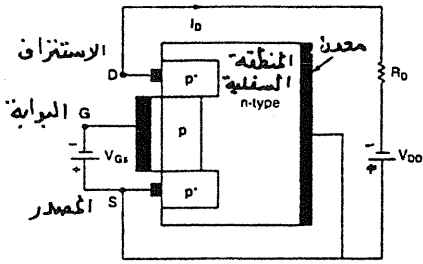 I_D
الاستنزاف
D
P+
المنطقة
السفلية
n-type
معدن
R_D
البوابة
G
P
-
V_GS
+
-
V_DD
+
المصدر
S
P+